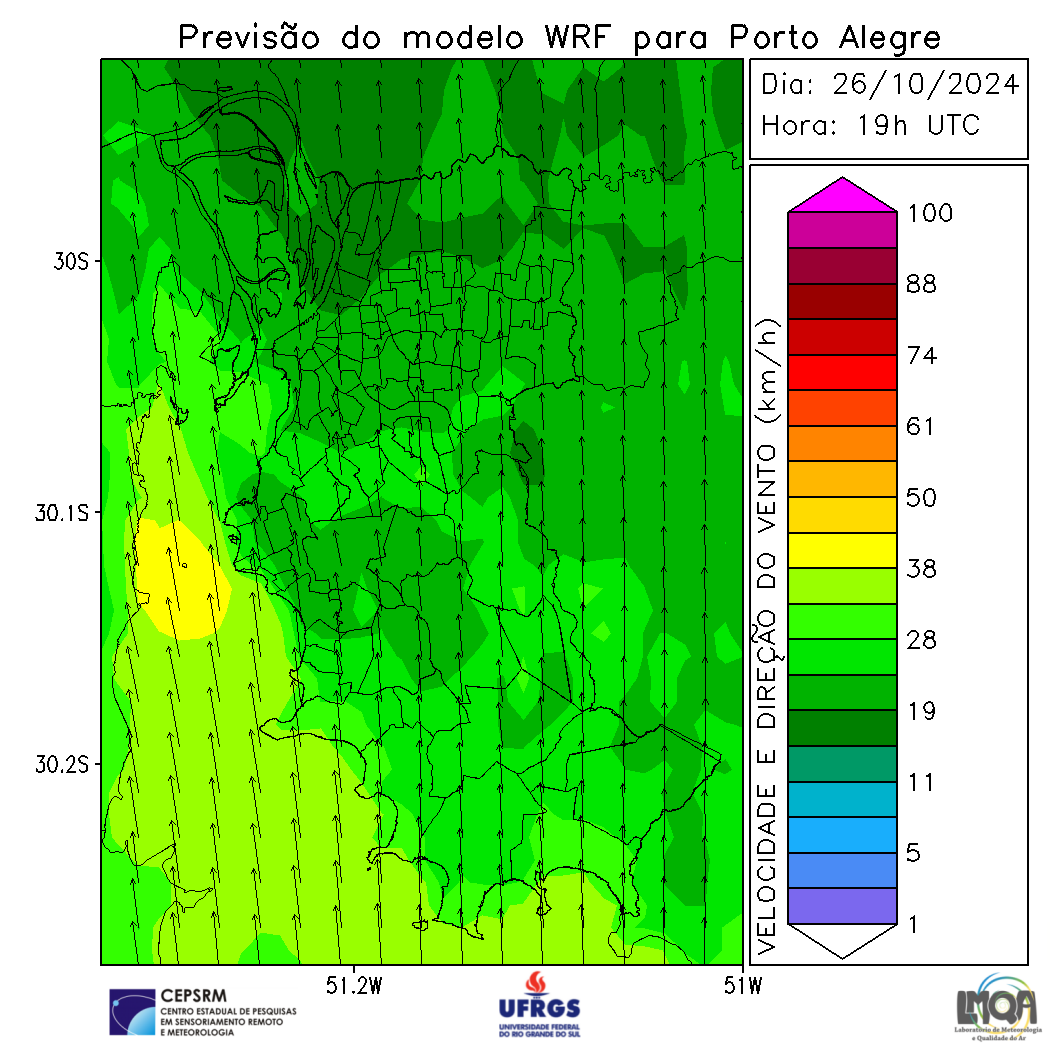 Previsão do modelo WRF para Porto Alegre
Dia: 26/10/2024
Hora: 19h UTC
100
88
74
61
50
38
28
19
11
5
1
VELOCIDADE E DIREÇÃO DO VENTO (km/h)
30S
30.1S
30.2S
51.2W
51W
CEPSRM
CENTRO ESTADUAL DE PESQUISAS
EM SENSORIAMENTO REMOTO
E METEOROLOGIA
UFRGS
UNIVERSIDADE FEDERAL
DO RIO GRANDE DO SUL
LMQA
Laboratório de Meteorologia
e Qualidade do Ar